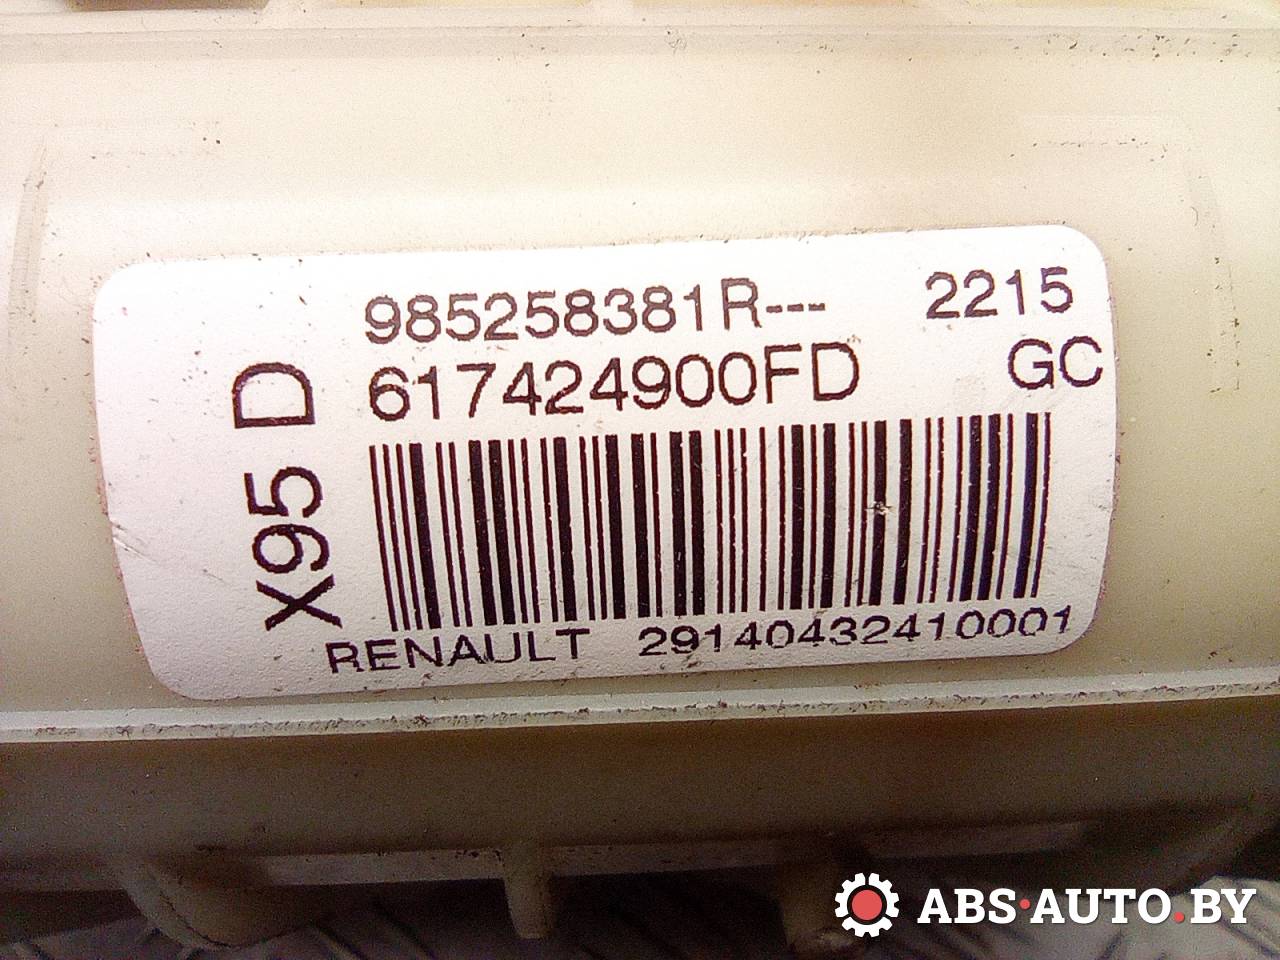 985258381R--- 2215
617424900FD GC
X95 D
RENAULT 29140432410001
ABS·AUTO.BY